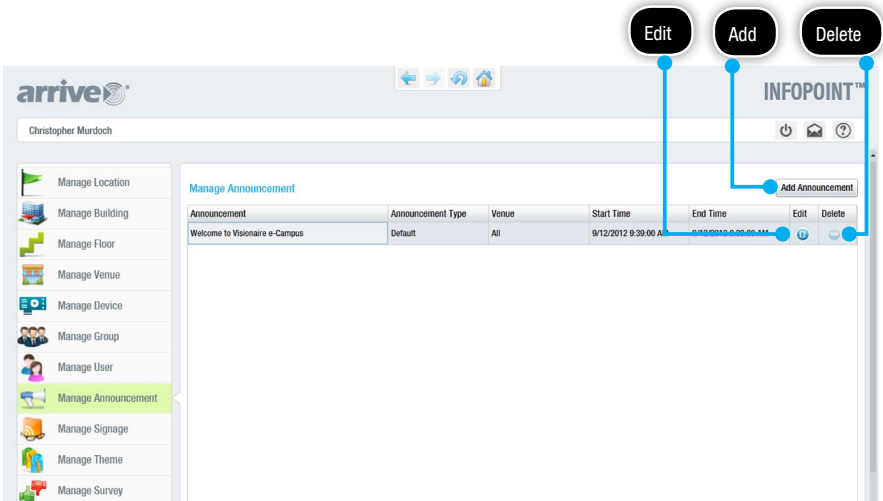 Edit
Add
Delete
arrive
INFOPOINT™
Christopher Murdoch
Manage Location
Manage Building
Manage Floor
Manage Venue
Manage Device
Manage Group
Manage User
Manage Announcement
Manage Signage
Manage Theme
Manage Survey
Manage Announcement
Add Announcement
Announcement Announcement Type Venue Start Time End Time Edit Delete
Welcome to Visionaire e-Campus Default All 9/12/2012 9:39:00 AM